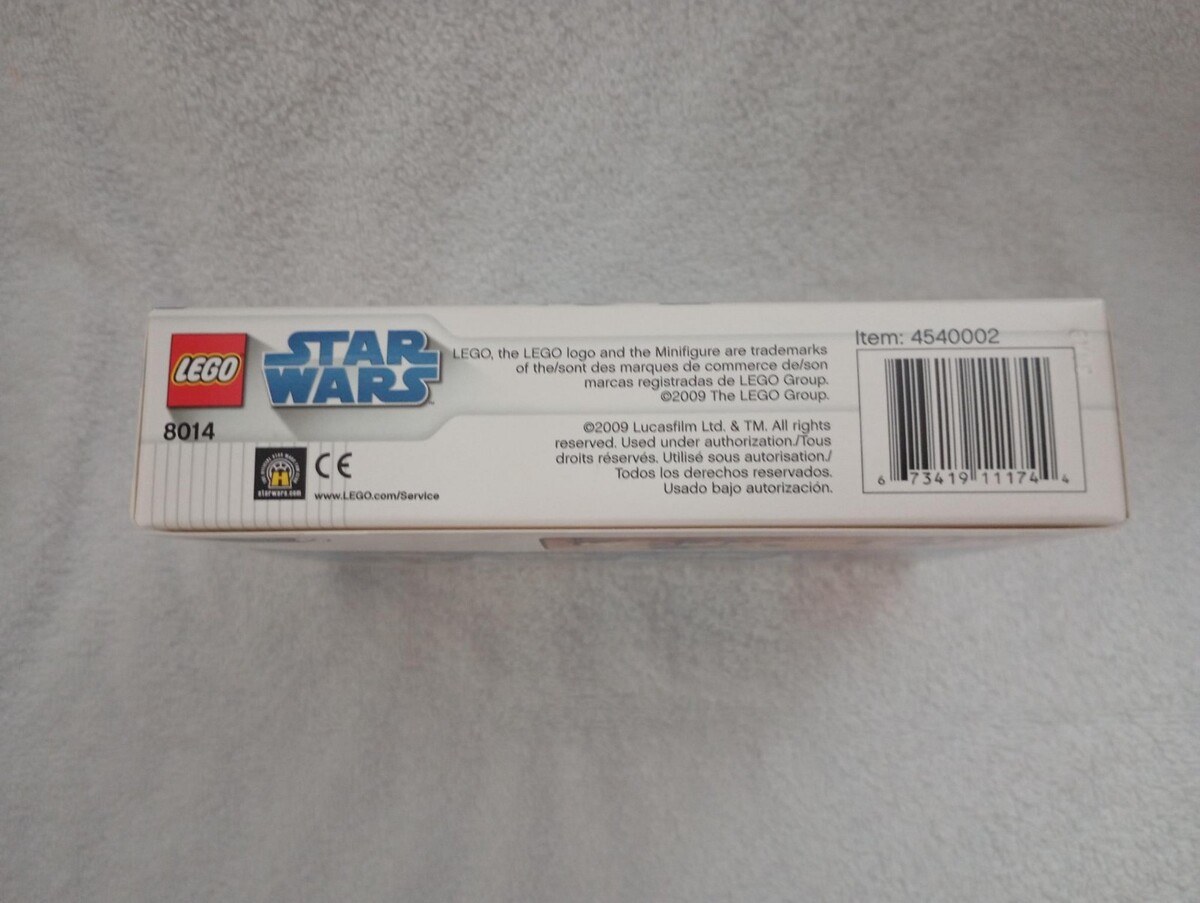 LEGO
STAR
WARS
8014
starwars.com
CE
www.LEGO.com/Service
LEGO, the LEGO logo and the Minifigure are trademarks
of the/sont des marques de commerce de/son
marcas registradas de LEGO Group.
©2009 The LEGO Group.
©2009 Lucasfilm Ltd. & TM. All rights
reserved. Used under authorization./Tous
droits réservés. Utilisé sous autorisation./
Todos los derechos reservados.
Usado bajo autorización.
Item: 4540002
6 73419 11174 4